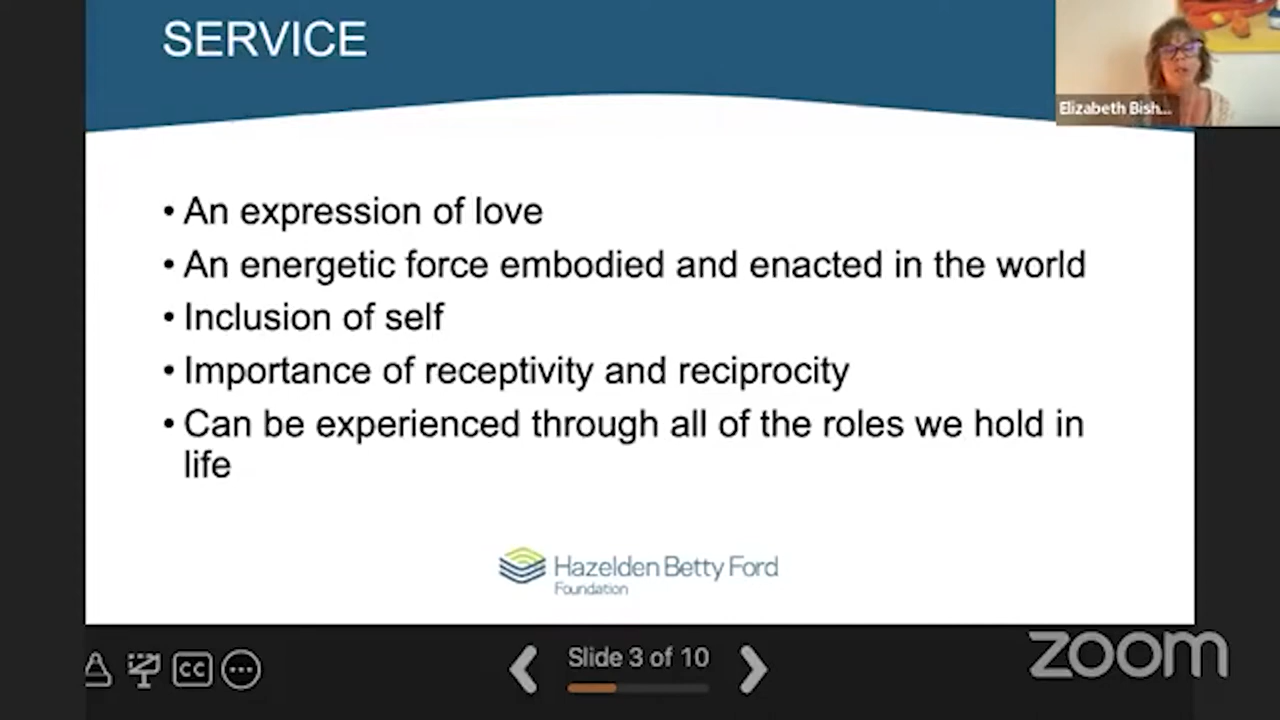 SERVICE
Elizabeth Bish...
• An expression of love
• An energetic force embodied and enacted in the world
• Inclusion of self
• Importance of receptivity and reciprocity
• Can be experienced through all of the roles we hold in
life
Hazelden Betty Ford
Foundation
CC
Slide 3 of 10
zoom